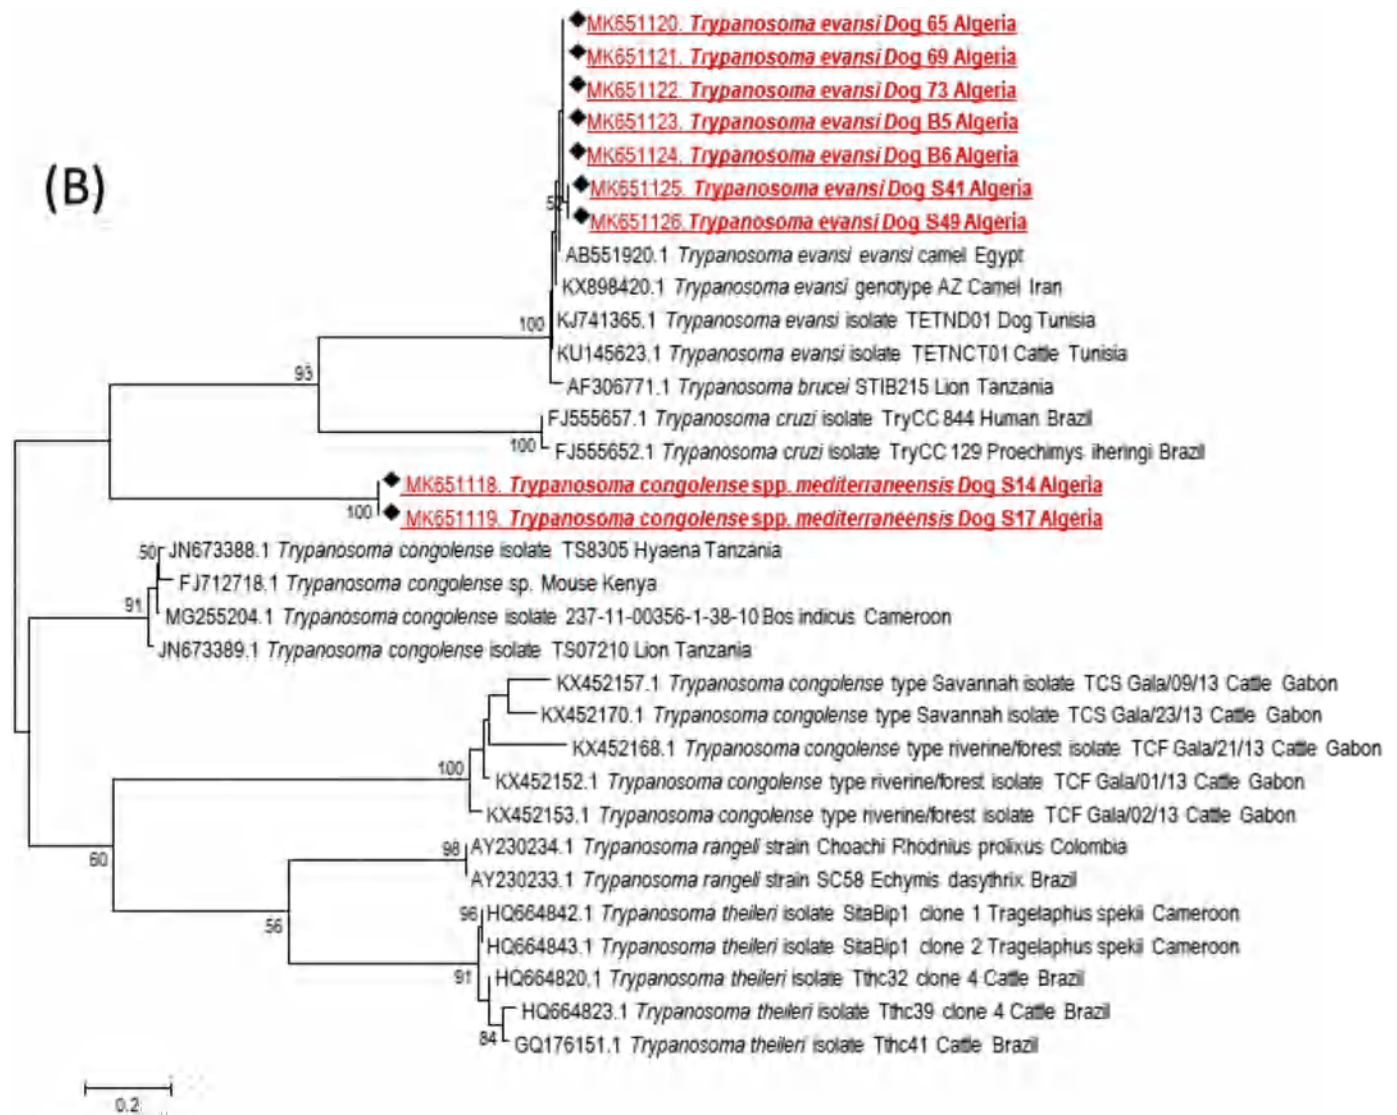 MK651120. Trypanosoma evansi Dog 65 Algeria
MK651121. Trypanosoma evansi Dog 69 Algeria
MK651122. Trypanosoma evansi Dog 73 Algeria
MK651123. Trypanosoma evansi Dog B5 Algeria
(B)
MK651124. Trypanosoma evansi Dog B6 Algeria
MK651125. Trypanosoma evansi Dog S41 Algeria
52
MK651126. Trypanosoma evansi Dog S49 Algeria
AB551920.1 Trypanosoma evansi evansi camel Egypt
KX898420.1 Trypanosoma evansi genotype AZ Camel Iran
100 KJ741365.1 Trypanosoma evansi isolate TETND01 Dog Tunisia
KU145623.1 Trypanosoma evansi isolate TETNCT01 Cattle Tunisia
93
AF306771.1 Trypanosoma brucei STIB215 Lion Tanzania
FJ555657.1 Trypanosoma cruzi isolate TryCC 844 Human Brazil
100 FJ555652.1 Trypanosoma cruzi isolate TryCC 129 Proechimys iheringi Brazil
MK651118. Trypanosoma congolense spp. mediterraneensis Dog S14 Algeria
100 MK651119. Trypanosoma congolense spp. mediterraneensis Dog S17 Algeria
50 JN673388.1 Trypanosoma congolense isolate TS8305 Hyaena Tanzania
FJ712718.1 Trypanosoma congolense sp. Mouse Kenya
91 MG255204.1 Trypanosoma congolense isolate 237-11-00356-1-38-10 Bos indicus Cameroon
JN673389.1 Trypanosoma congolense isolate TS07210 Lion Tanzania
KX452157.1 Trypanosoma congolense type Savannah isolate TCS Gala/09/13 Cattle Gabon
KX452170.1 Trypanosoma congolense type Savannah isolate TCS Gala/23/13 Cattle Gabon
KX452168.1 Trypanosoma congolense type riverine/forest isolate TCF Gala/21/13 Cattle Gabon
100 KX452152.1 Trypanosoma congolense type riverine/forest isolate TCF Gala/01/13 Cattle Gabon
KX452153.1 Trypanosoma congolense type riverine/forest isolate TCF Gala/02/13 Cattle Gabon
60 98 AY230234.1 Trypanosoma rangeli strain Choachi Rhodnius prolixus Colombia
AY230233.1 Trypanosoma rangeli strain SC58 Echymis dasythrix Brazil
56 96 HQ664842.1 Trypanosoma theileri isolate SitaBip1 clone 1 Tragelaphus spekii Cameroon
HQ664843.1 Trypanosoma theileri isolate SitaBip1 clone 2 Tragelaphus spekii Cameroon
91 HQ664820.1 Trypanosoma theileri isolate Tthc32 clone 4 Cattle Brazil
HQ664823.1 Trypanosoma theileri isolate Tthc39 clone 4 Cattle Brazil
84 GQ176151.1 Trypanosoma theileri isolate Tthc41 Cattle Brazil
0.2